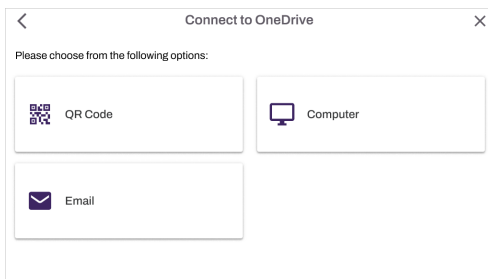 Connect to OneDrive
Please choose from the following options:
QR Code
Computer
Email